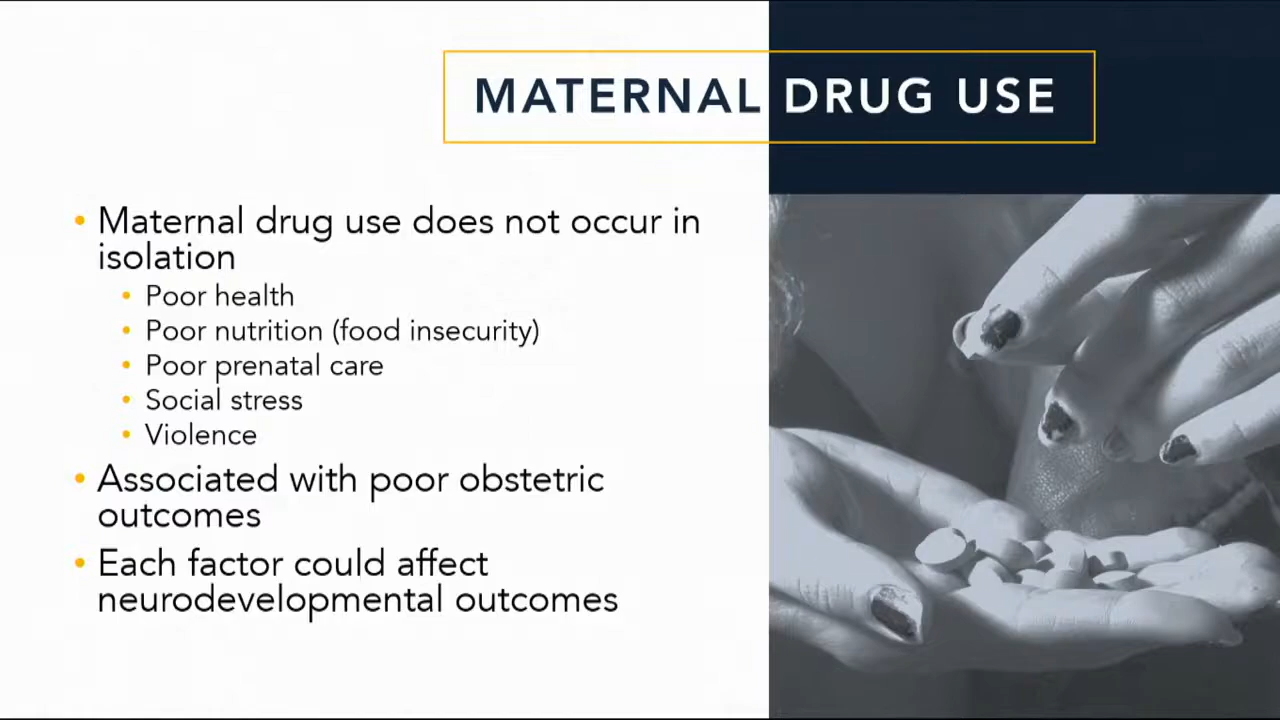 MATERNAL DRUG USE
• Maternal drug use does not occur in
isolation
• Poor health
• Poor nutrition (food insecurity)
• Poor prenatal care
• Social stress
• Violence
• Associated with poor obstetric
outcomes
• Each factor could affect
neurodevelopmental outcomes